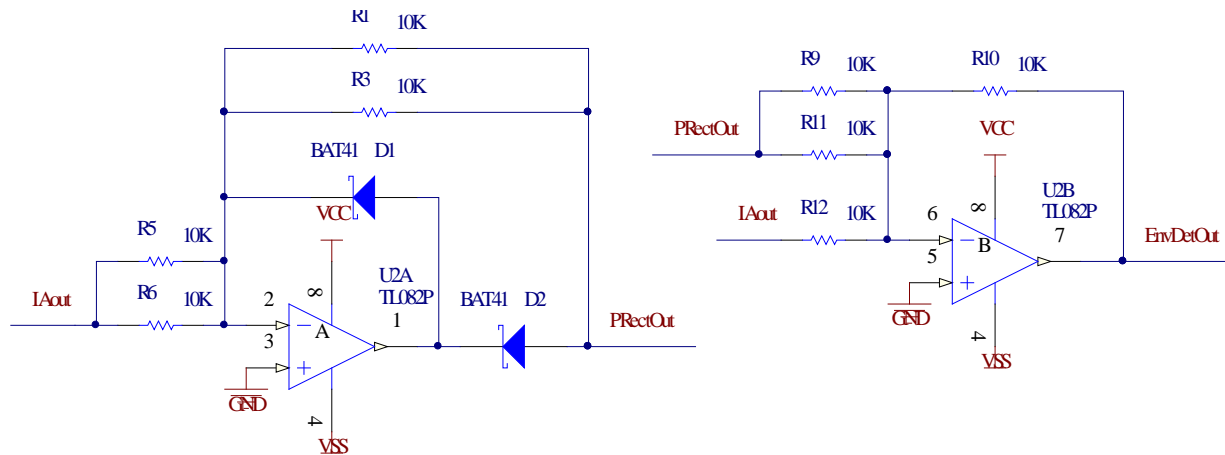 R1 10K
R3 10K
BAT41 D1
VCC
R5 10K
R6 10K
IAout
2
3
8
A
U2A
TL082P
1
BAT41 D2
PRectOut
GND
4
VSS
R9 10K
R10 10K
PRectOut
R11 10K
VCC
IAout
R12 10K
6
5
8
B
U2B
TL082P
7
EnvDetOut
GND
4
VSS